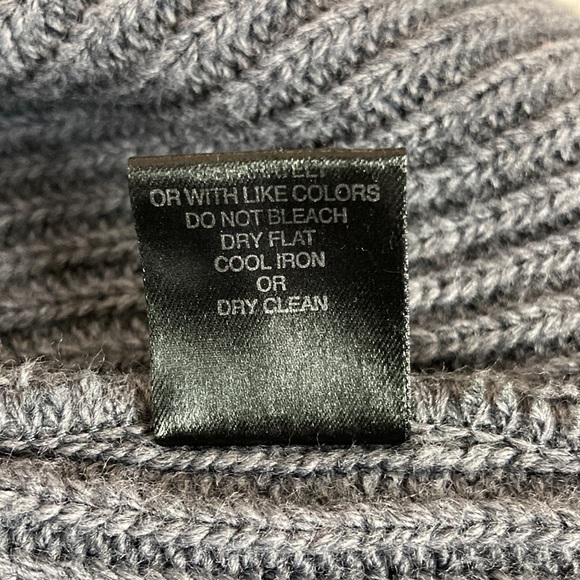 OR WITH LIKE COLORS
DO NOT BLEACH
DRY FLAT
COOL IRON
OR
DRY CLEAN